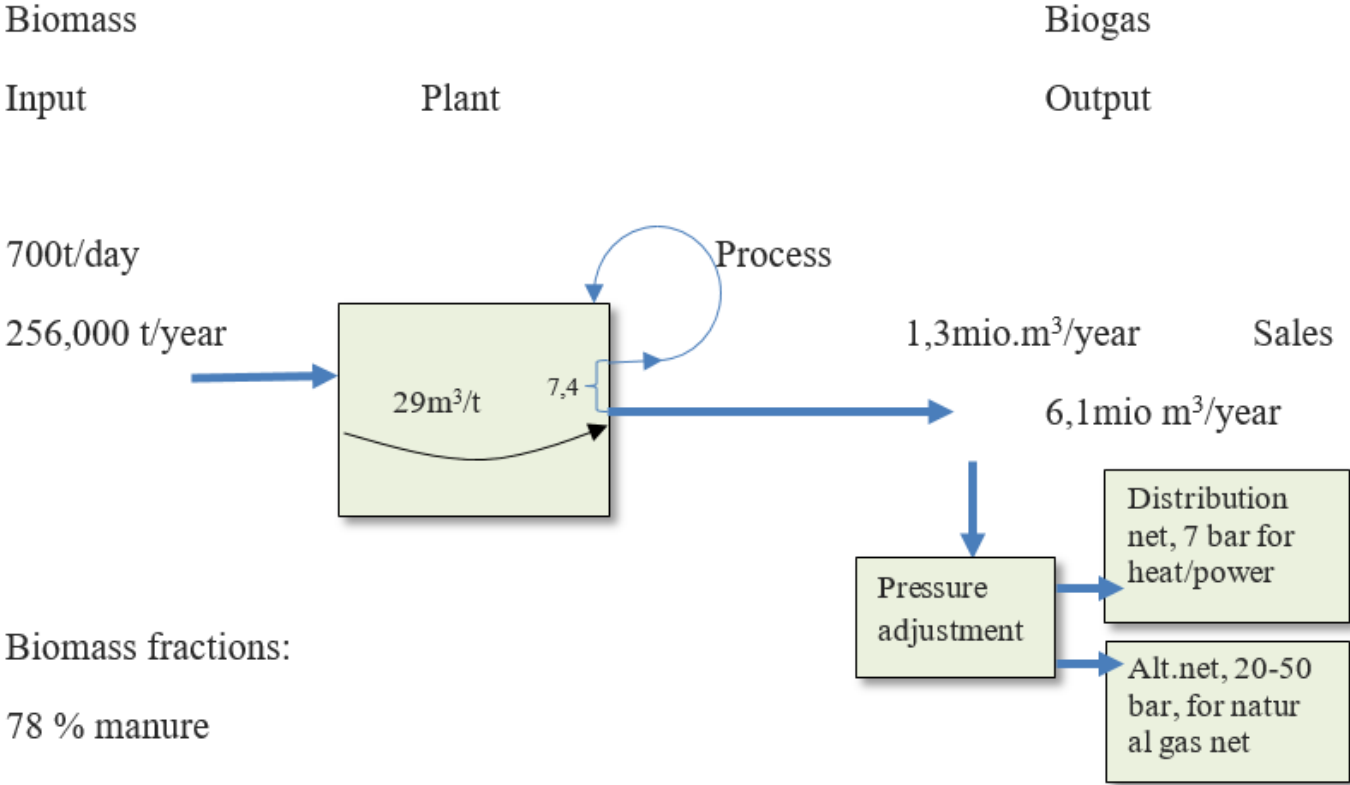 Biomass
Biogas
Input
Plant
Output
700t/day
Process
256,000 t/year
1,3mio.m³/year
Sales
29m³/t
7,4
6,1mio m³/year
Distribution
net, 7 bar for
heat/power
Pressure
adjustment
Biomass fractions:
Alt.net, 20-50
bar, for natur
al gas net
78 % manure